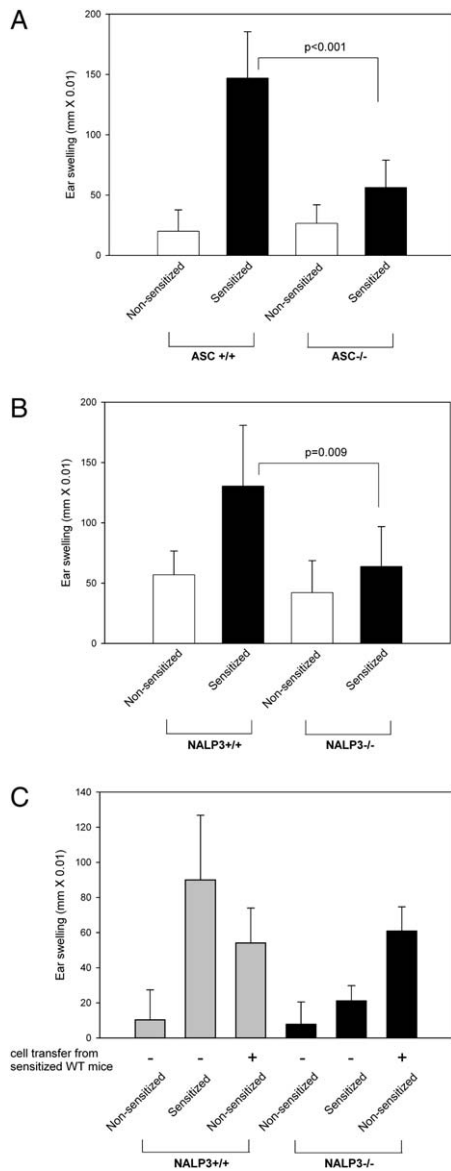 A
200
150
100
50
0
Ear swelling (mm X 0.01)
p<0.001
Non-sensitized
Sensitized
Non-sensitized
Sensitized
ASC +/+
ASC-/-
B
200
150
100
50
0
Ear swelling (mm X 0.01)
p=0.009
Non-sensitized
Sensitized
Non-sensitized
Sensitized
NALP3+/+
NALP3-/-
C
140
120
100
80
60
40
20
0
Ear swelling (mm X 0.01)
cell transfer from - - + - - +
sensitized WT mice
Non-sensitized
Sensitized
Non-sensitized
Non-sensitized
Sensitized
Non-sensitized
NALP3+/+
NALP3-/-